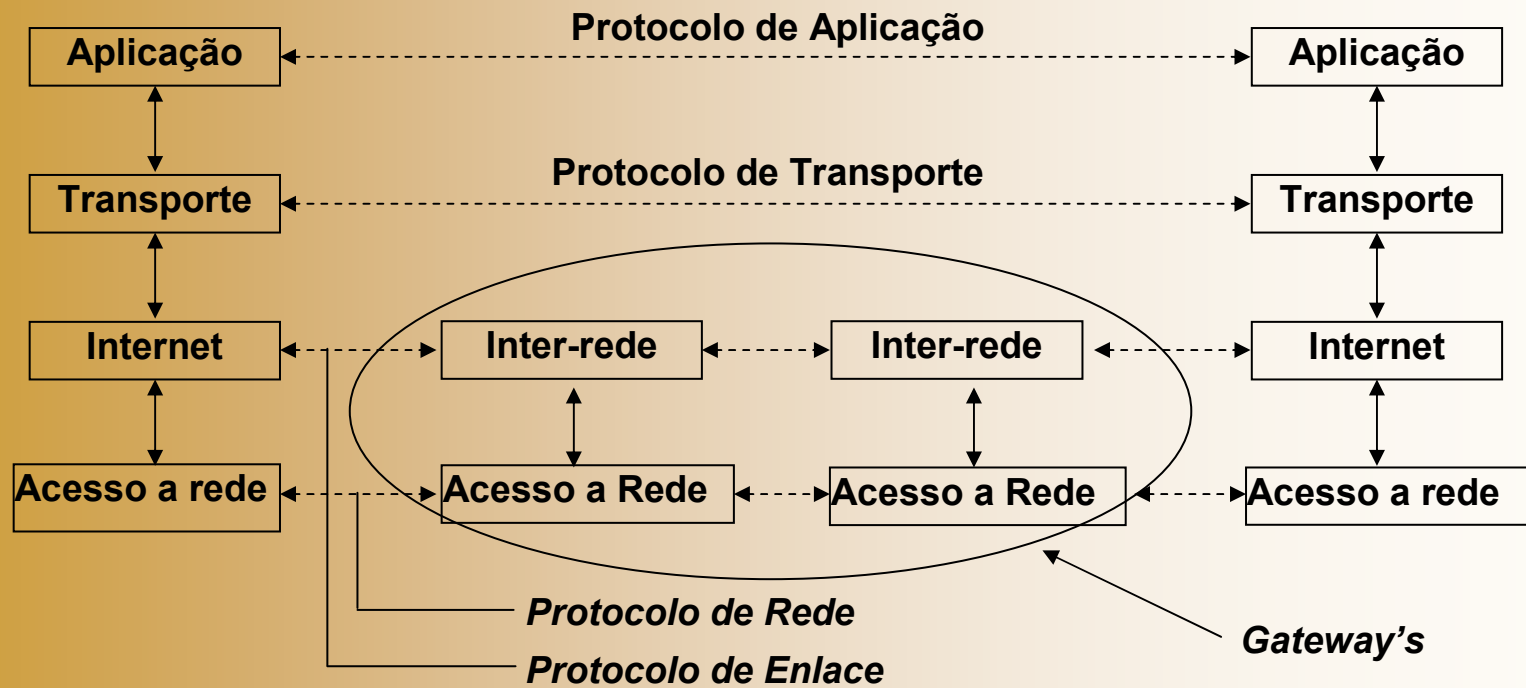 Protocolo de Aplicação
Aplicação
Aplicação
Protocolo de Transporte
Transporte
Transporte
Internet
Inter-rede
Inter-rede
Internet
Acesso a rede
Acesso a Rede
Acesso a Rede
Acesso a rede
Protocolo de Rede
Gateway's
Protocolo de Enlace